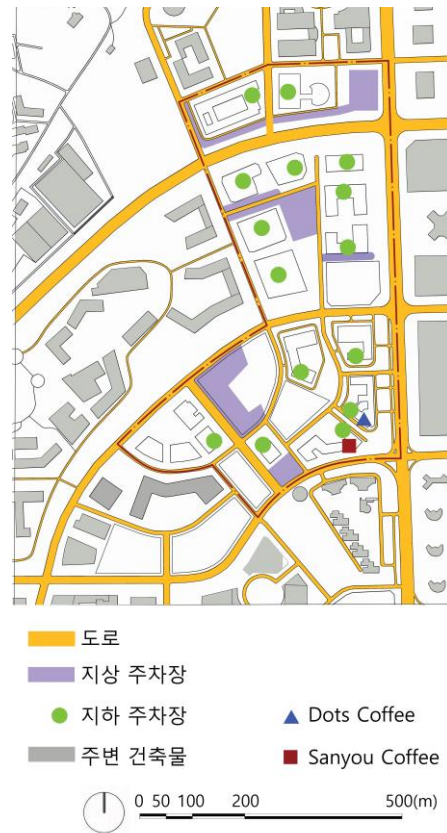 도로
지상 주차장
지하 주차장
Dots Coffee
주변 건축물
Sanyou Coffee
0 50 100 200 500(m)